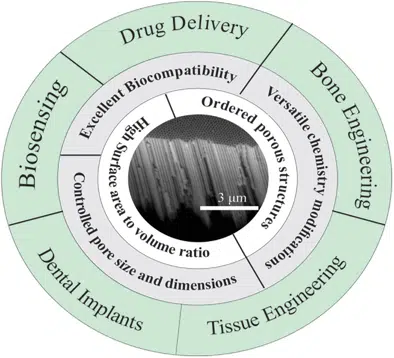 Drug Delivery
Bone Engineering
Tissue Engineering
Dental Implants
Biosensing
Excellent Biocompatibility
Versatile chemistry modifications
Controlled pore size and dimensions
Ordered porous structures
High Surface area to volume ratio
3 µm